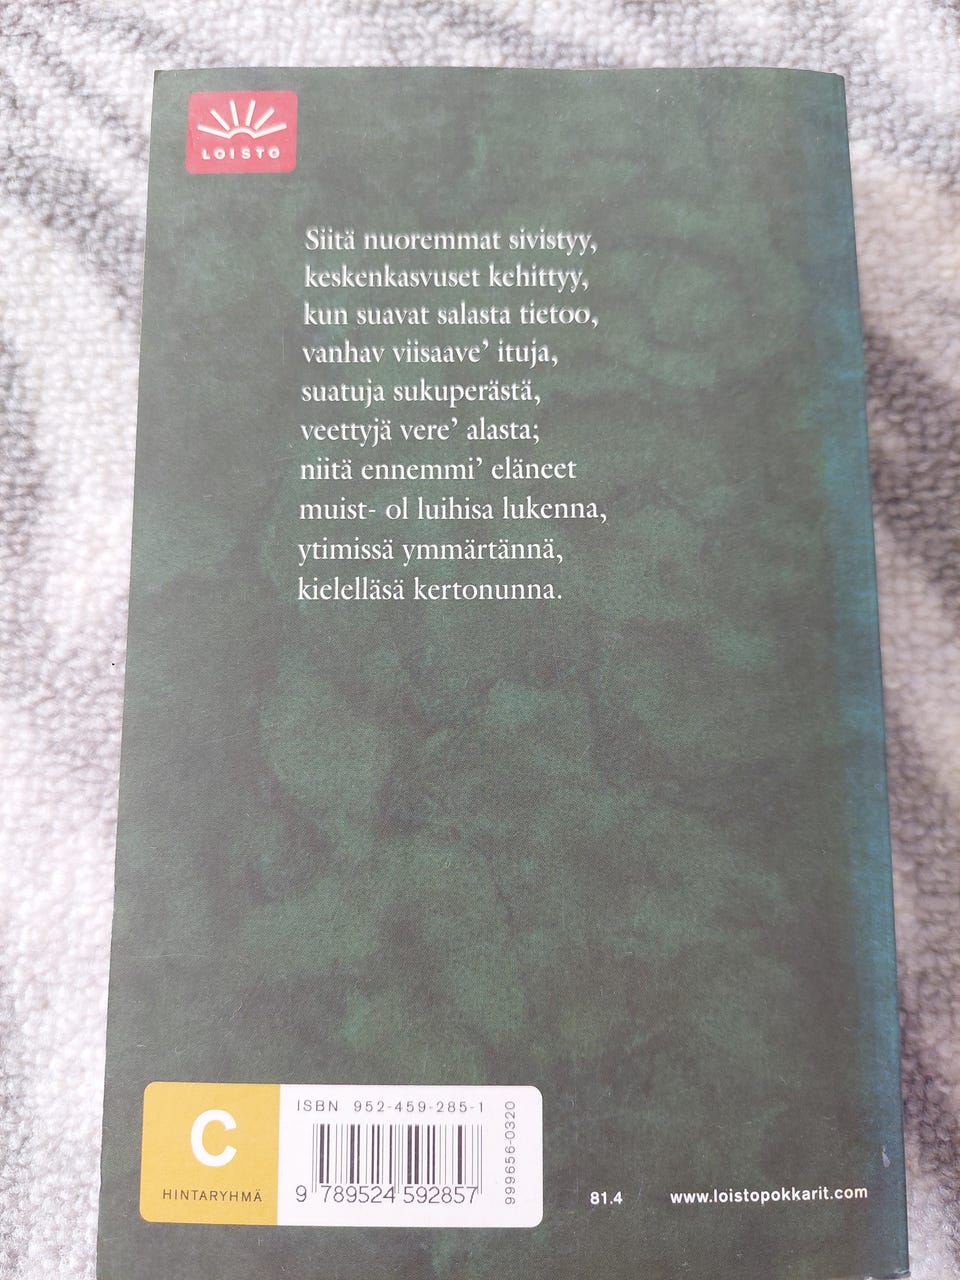 LOISTO
Siitä nuoremmat sivistyy,
keskenkasvuset kehittyy,
kun suavat salasta tietoo,
vanhav viisaave’ ituja,
suatuja sukuperästä,
veettyjä vere’ alasta;
niitä ennemmi’ eläneet
muist- ol luihisa lukenna,
ytimissä ymmärtännä,
kielelläsä kertonunna.
C
HINTARYHMÄ
ISBN 952-459-285-1
9 789524 592857
999656-0320
81.4
www.loistopokkarit.com